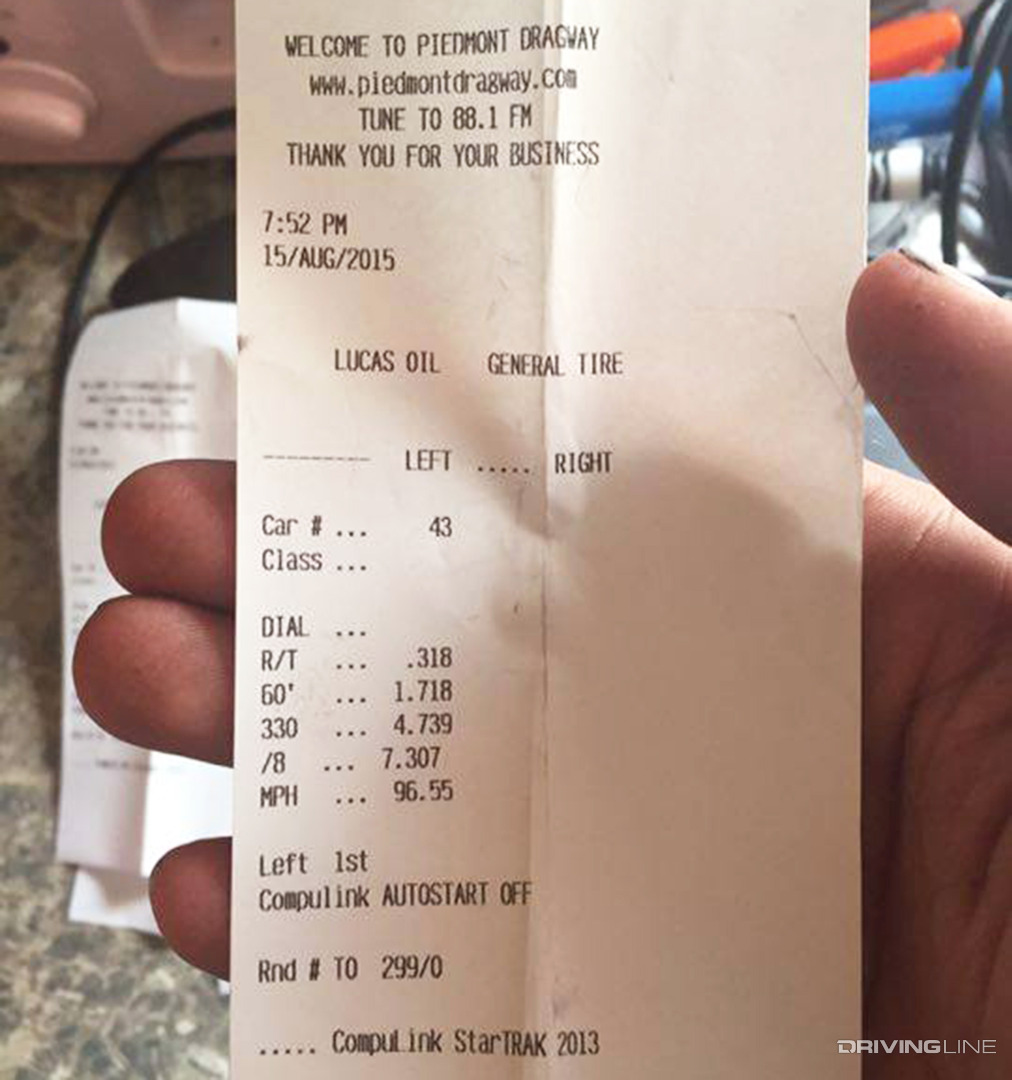 WELCOME TO PIEDMONT DRAGWAY
www.piedmontdragway.com
TUNE TO 88.1 FM
THANK YOU FOR YOUR BUSINESS
7:52 PM
15/AUG/2015
LUCAS OIL GENERAL TIRE
---------- LEFT ..... RIGHT
Car # ... 43
Class ...
DIAL ...
R/T ... .318
60' ... 1.718
330 ... 4.739
/8 ... 7.307
MPH ... 96.55
Left 1st
Compulink AUTOSTART OFF
Rnd # TO 299/0
..... CompuLink StarTRAK 2013
DRIVINGLINE